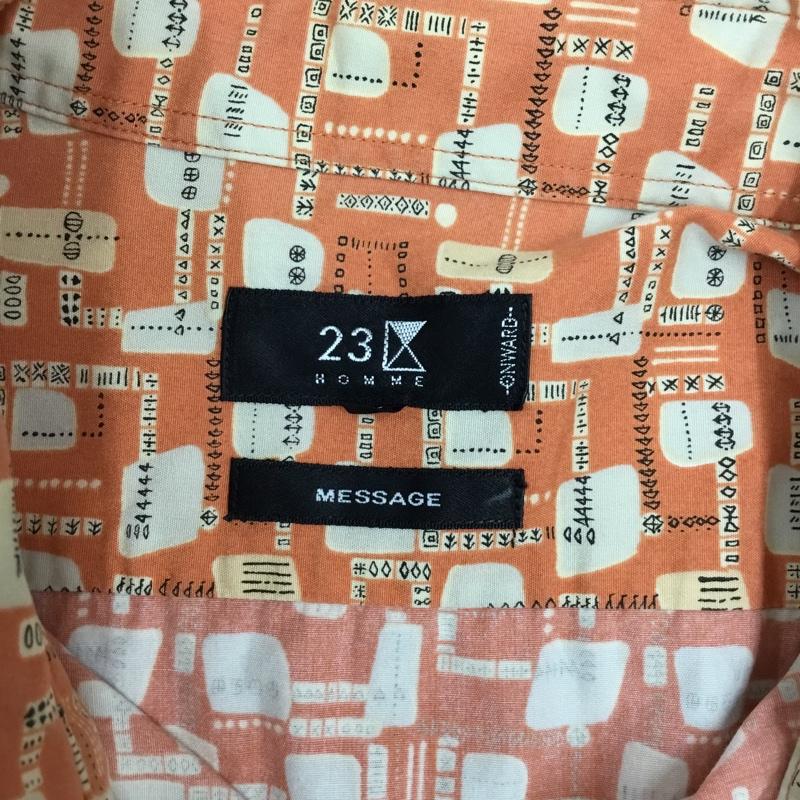 23
HOMME
-ONWARD-
MESSAGE